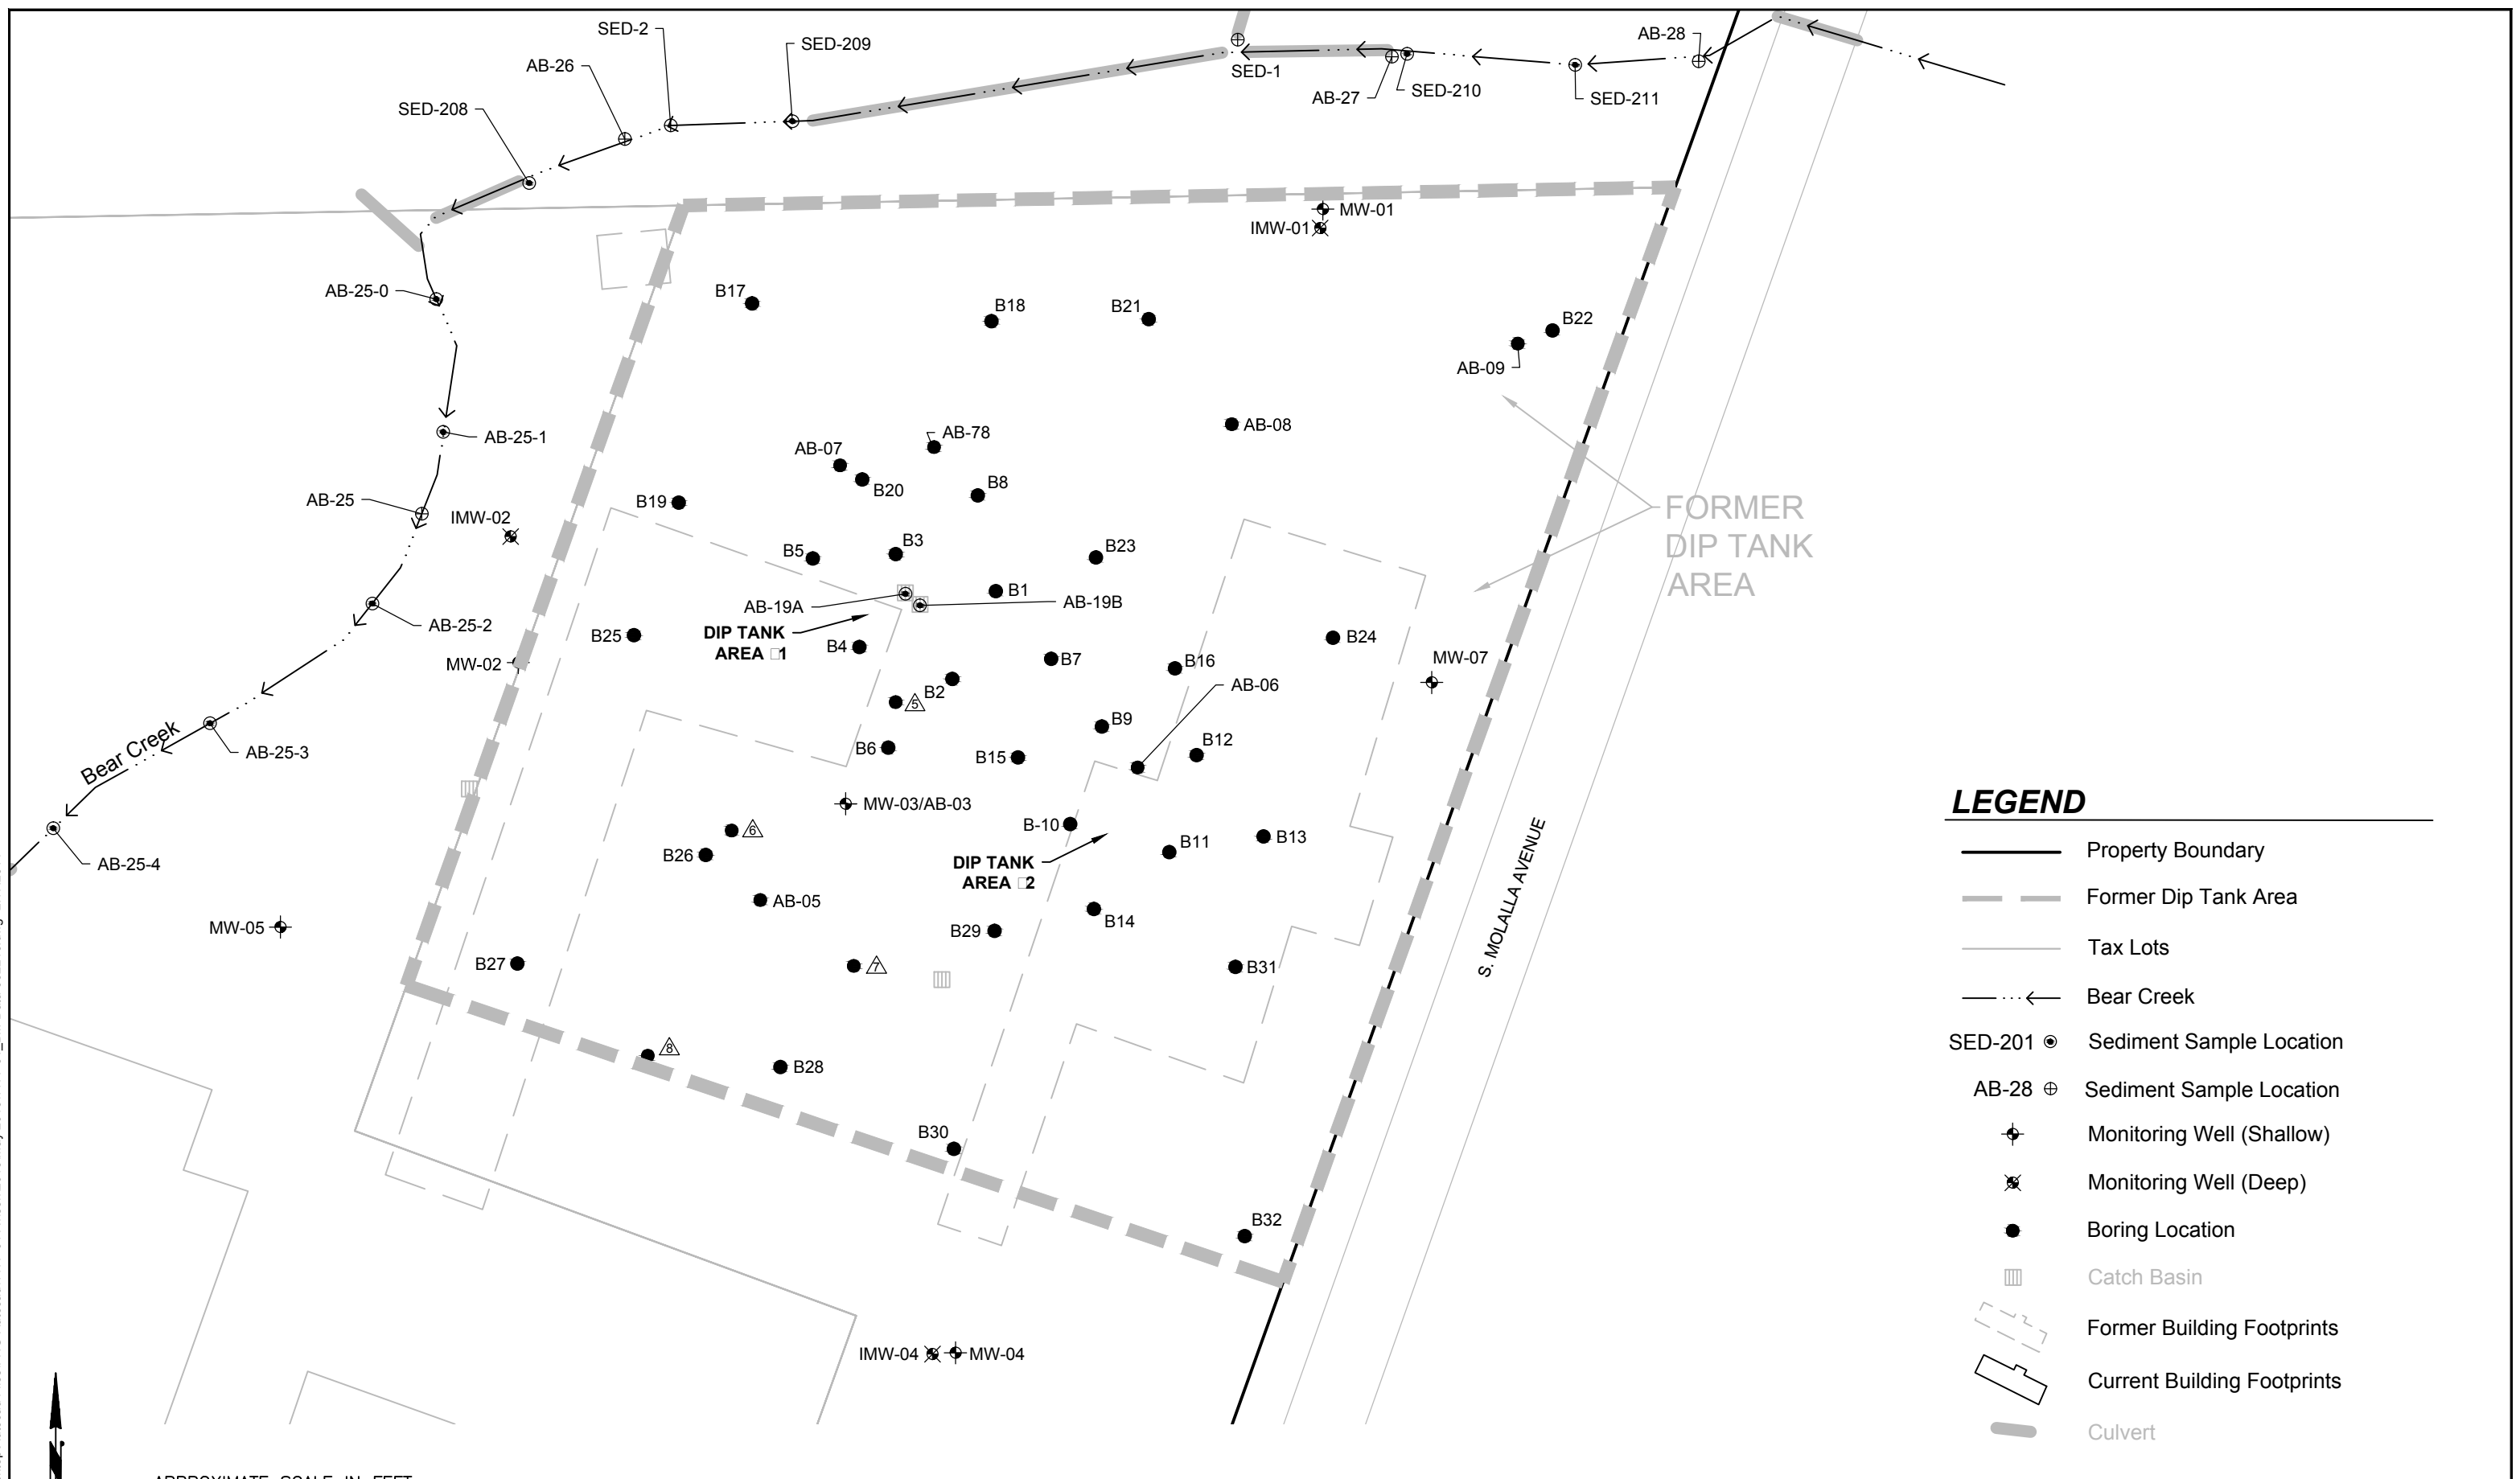 SED-2
SED-209
AB-28
AB-26
SED-1
SED-210
AB-27
SED-211
SED-208
MW-01
IMW-01
AB-25-0
B17
B18
B21
B22
AB-09
AB-25-1
AB-78
AB-08
AB-07
B20
B8
B19
AB-25
IMW-02
FORMER
DIP TANK
AREA
B5
B3
B23
B1
AB-19A
AB-19B
AB-25-2
DIP TANK
AREA □1
B25
B4
B24
MW-02
B7
B16
MW-07
AB-06
B2
5
B9
Bear Creek
AB-25-3
B6
B15
B12
MW-03/AB-03
6
B-10
B13
B26
B11
DIP TANK
AREA □2
AB-25-4
AB-05
B14
MW-05
B29
B27
7
B31
S. MOLALLA AVENUE
8
B28
B30
B32
IMW-04
MW-04
LEGEND
Property Boundary
Former Dip Tank Area
Tax Lots
Bear Creek
SED-201 Sediment Sample Location
AB-28 Sediment Sample Location
Monitoring Well (Shallow)
Monitoring Well (Deep)
Boring Location
Catch Basin
Former Building Footprints
Current Building Footprints
Culvert
N
APPROXIMATE SCALE IN FEET